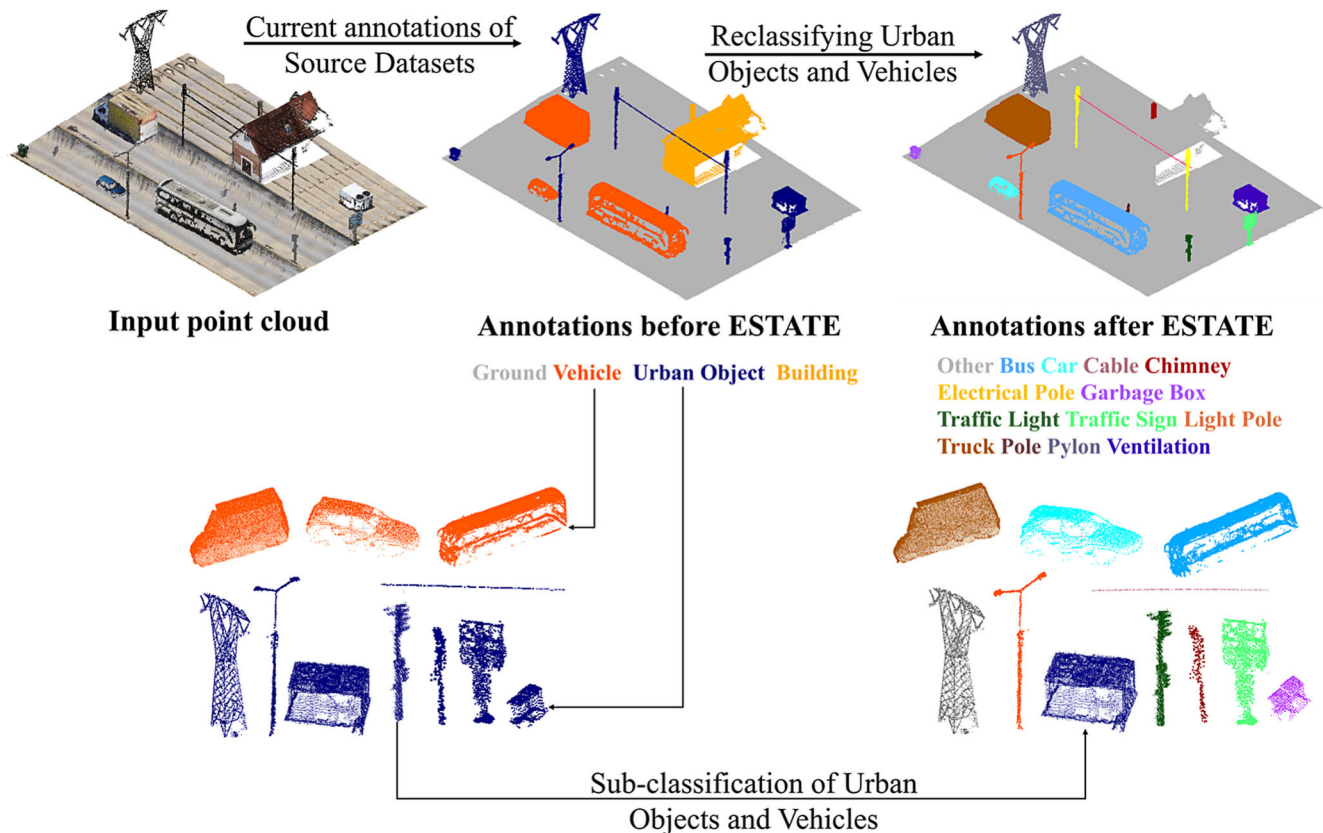 Current annotations of
Source Datasets
Reclassifying Urban
Objects and Vehicles
Input point cloud
Annotations before ESTATE
Annotations after ESTATE
Ground Vehicle Urban Object Building
Other Bus Car Cable Chimney
Electrical Pole Garbage Box
Traffic Light Traffic Sign Light Pole
Truck Pole Pylon Ventilation
Sub-classification of Urban
Objects and Vehicles